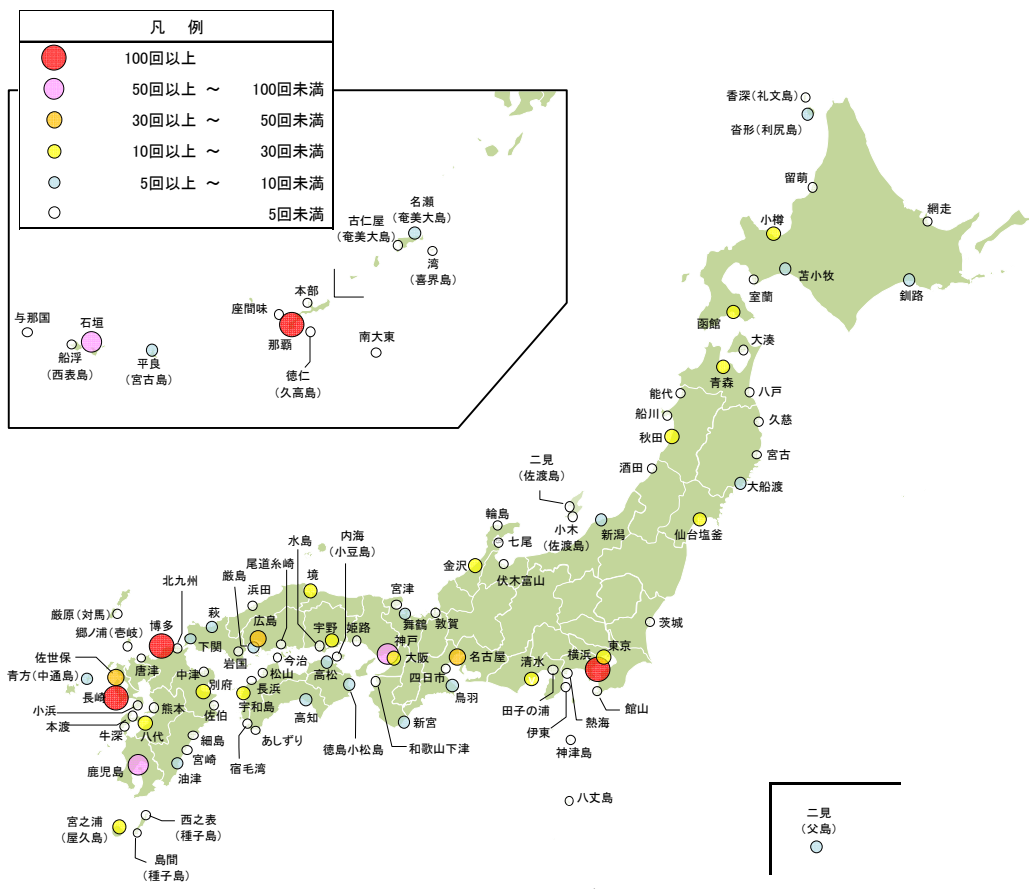 凡 例
100回以上
50回以上 ～ 100回未満
30回以上 ～ 50回未満
10回以上 ～ 30回未満
5回以上 ～ 10回未満
5回未満
香深(礼文島)
沓形(利尻島)
留萌
網走
小樽
苫小牧
釧路
室蘭
函館
大湊
青森
八戸
能代
船川
久慈
秋田
宮古
酒田
大船渡
仙台塩釜
二見
(佐渡島)
小木
(佐渡島)
新潟
輪島
七尾
金沢
伏木富山
茨城
名瀬
(奄美大島)
古仁屋
(奄美大島)
湾
(喜界島)
本部
座間味
那覇
徳仁
(久高島)
南大東
与那国
石垣
船浮
(西表島)
平良
(宮古島)
水島
内海
(小豆島)
尾道糸崎
厳島
北九州
浜田
境
宮津
舞鶴
敦賀
萩
広島
宇野
姫路
神戸
大阪
名古屋
四日市
鳥羽
横浜
東京
清水
田子の浦
伊東
熱海
館山
神津島
八丈島
厳原(対馬)
郷ノ浦(壱岐)
博多
下関
佐世保
青方(中通島)
唐津
長崎
中津
別府
岩国
今治
松山
長浜
高松
小浜
熊本
本渡
牛深
八代
佐伯
宇和島
高知
新宮
細島
宮崎
あしずり
宿毛湾
徳島小松島
和歌山下津
鹿児島
油津
宮之浦
(屋久島)
西之表
(種子島)
島間
(種子島)
二見
(父島)